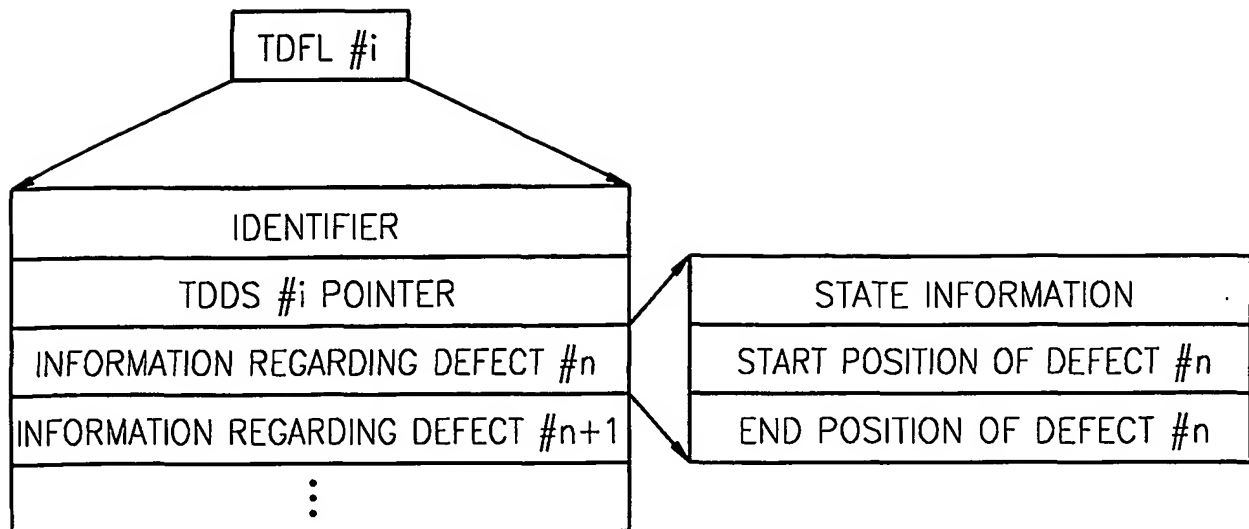 TDFL #i
IDENTIFIER
TDDS #i POINTER
INFORMATION REGARDING DEFECT #n
INFORMATION REGARDING DEFECT #n+1
STATE INFORMATION
START POSITION OF DEFECT #n
END POSITION OF DEFECT #n